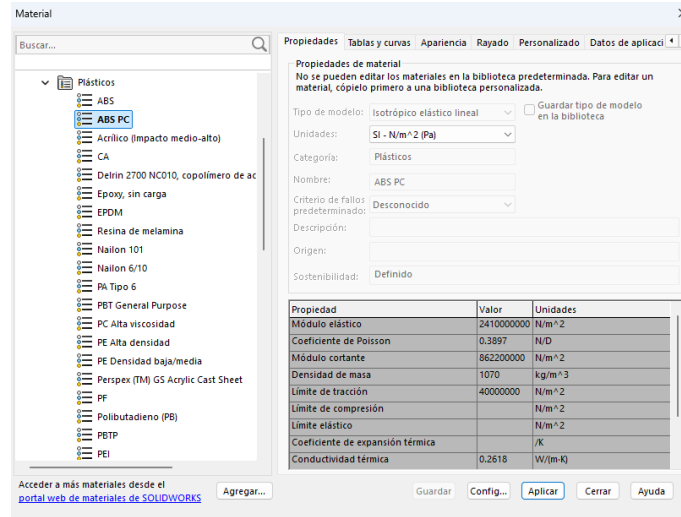 Material
Buscar...
Plásticos
ABS
ABS PC
Acrílico (Impacto medio-alto)
CA
Delrin 2700 NC010, copolímero de ac
Epoxy, sin carga
EPDM
Resina de melamina
Nailon 101
Nailon 6/10
PA Tipo 6
PBT General Purpose
PC Alta viscosidad
PE Alta densidad
PE Densidad baja/media
Perspex (TM) GS Acrylic Cast Sheet
PF
Polibutadieno (PB)
PBTP
PEI
Acceder a más materiales desde el
portal web de materiales de SOLIDWORKS
Agregar...
Propiedades Tablas y curvas Apariencia Rayado Personalizado Datos de aplicaci
Propiedades de material
No se pueden editar los materiales en la biblioteca predeterminada. Para editar un
material, cópielo primero a una biblioteca personalizada.
Tipo de modelo: Isotrópico elástico lineal Guardar tipo de modelo
en la biblioteca
Unidades: SI - N/m^2 (Pa)
Categoría: Plásticos
Nombre: ABS PC
Criterio de fallos
predeterminado: Desconocido
Descripción:
Origen:
Sostenibilidad: Definido
Propiedad Valor Unidades
Módulo elástico 2410000000 N/m^2
Coeficiente de Poisson 0.3897 N/D
Módulo cortante 862200000 N/m^2
Densidad de masa 1070 kg/m^3
Límite de tracción 40000000 N/m^2
Límite de compresión N/m^2
Límite elástico N/m^2
Coeficiente de expansión térmica /K
Conductividad térmica 0.2618 W/(m·K)
Guardar Config... Aplicar Cerrar Ayuda